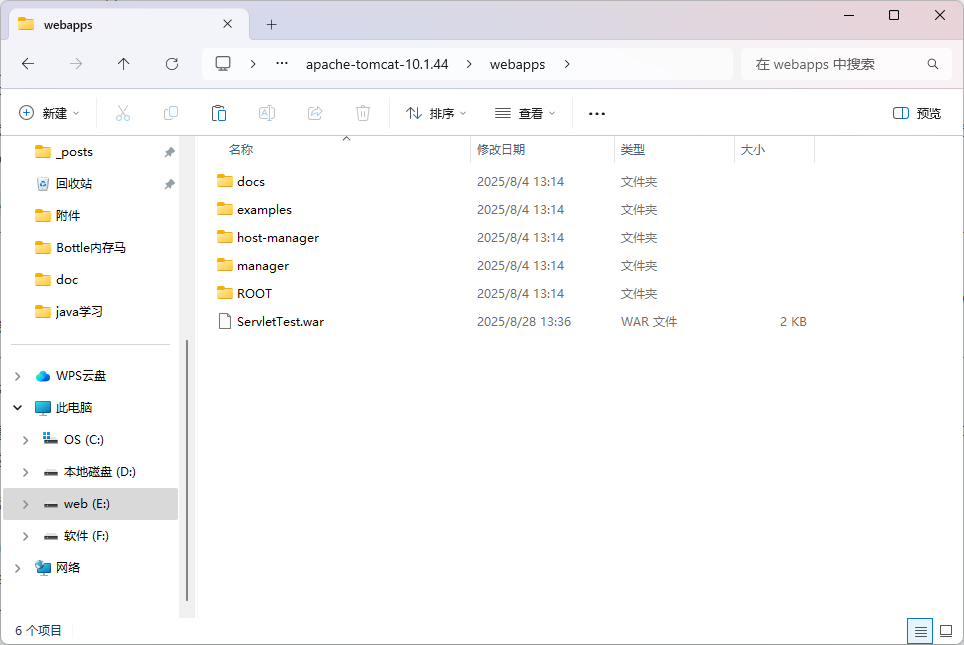 webapps
apache-tomcat-10.1.44 webapps
在 webapps 中搜索
新建 排序 查看 预览
名称 修改日期 类型 大小
_posts
回收站
附件
Bottle内存马
doc
java学习
WPS云盘
此电脑
OS (C:)
本地磁盘 (D:)
web (E:)
软件 (F:)
网络
docs 2025/8/4 13:14 文件夹
examples 2025/8/4 13:14 文件夹
host-manager 2025/8/4 13:14 文件夹
manager 2025/8/4 13:14 文件夹
ROOT 2025/8/4 13:14 文件夹
ServletTest.war 2025/8/28 13:36 WAR 文件 2 KB
6 个项目